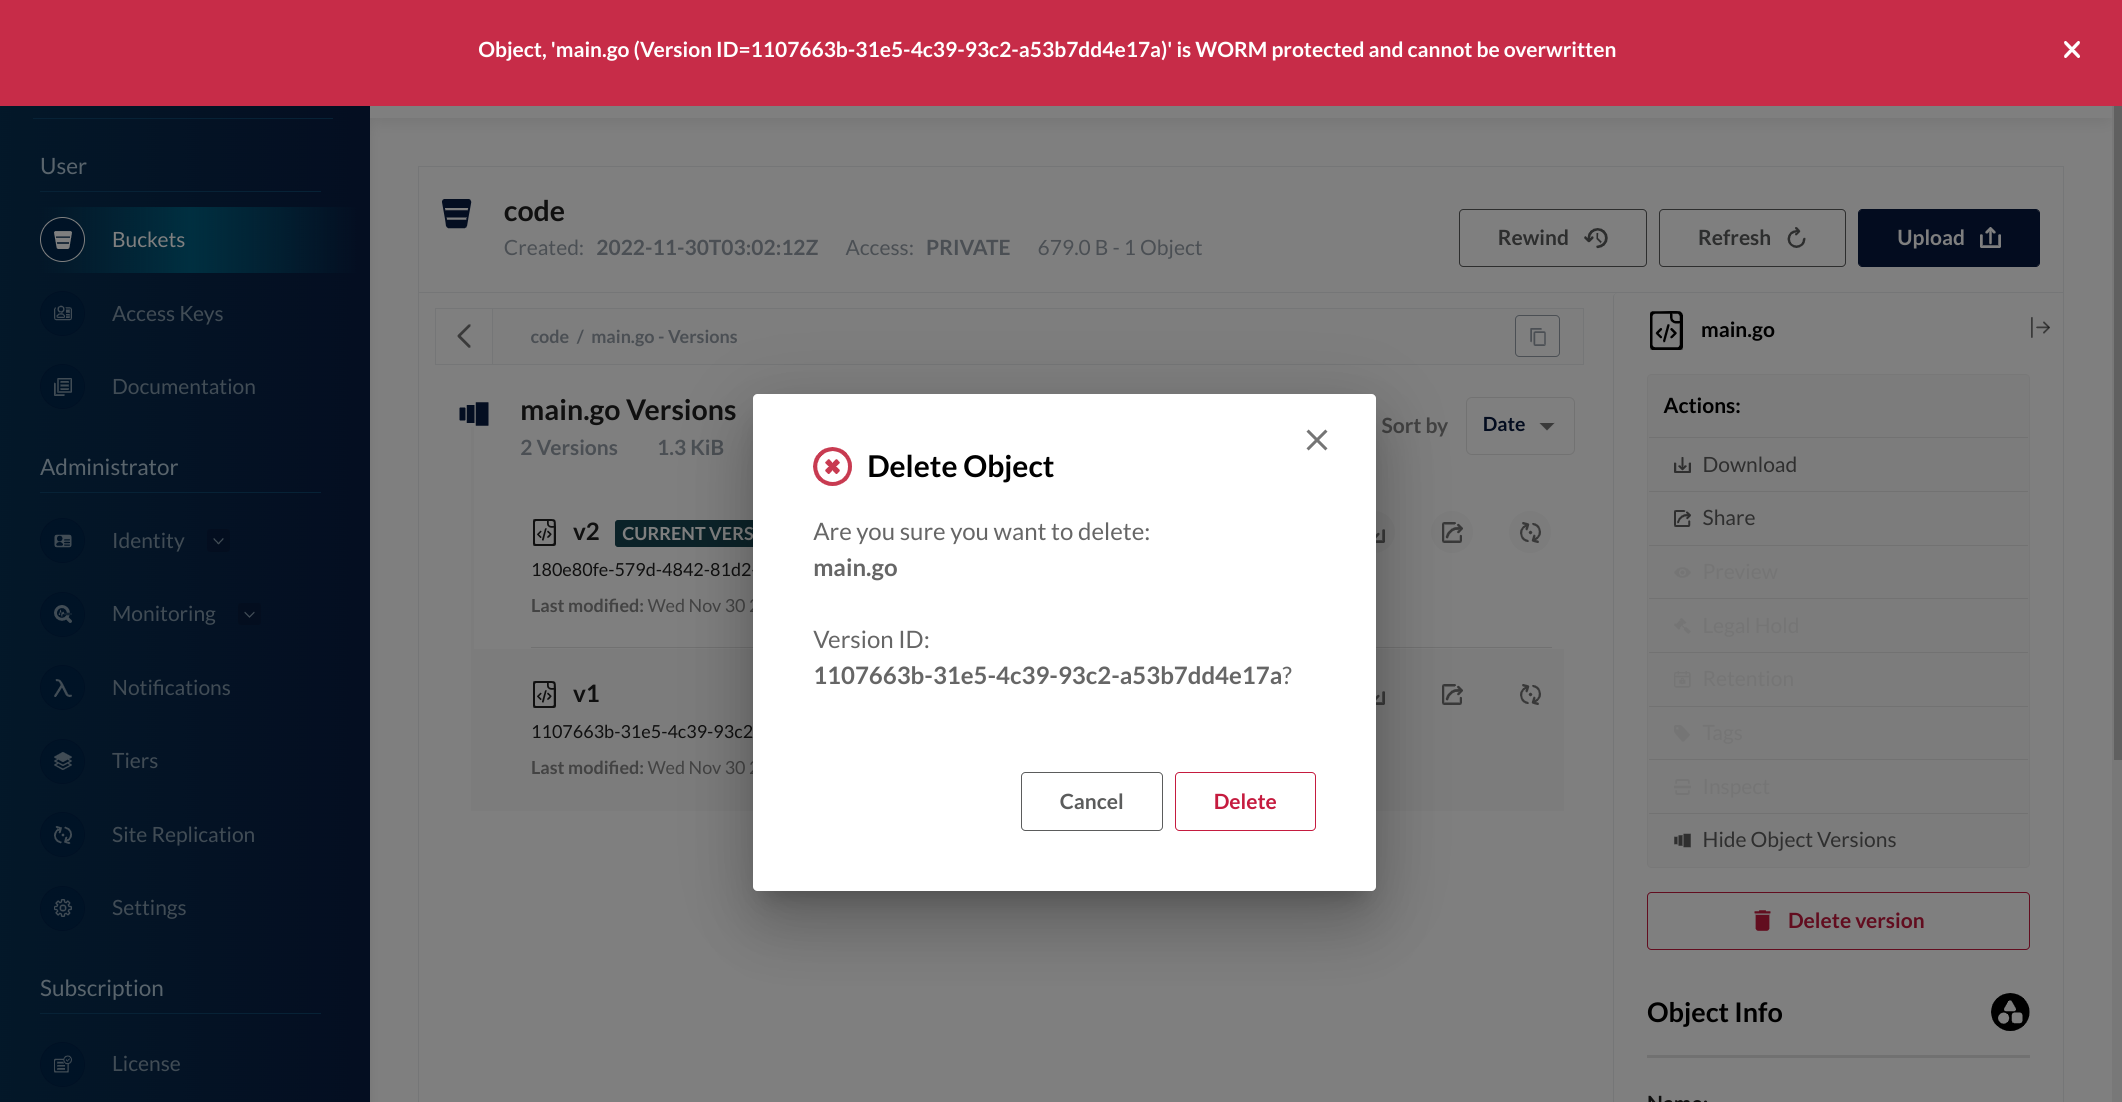 Object, 'main.go (Version ID=1107663b-31e5-4c39-93c2-a53b7dd4e17a)' is WORM protected and cannot be overwritten
User
Buckets
Access Keys
Documentation
Administrator
Identity
Monitoring
Notifications
Tiers
Site Replication
Settings
Subscription
License
code
Created: 2022-11-30T03:02:12Z Access: PRIVATE 679.0 B - 1 Object
Rewind
Refresh
Upload
code / main.go - Versions
main.go Versions
2 Versions 1.3 KiB
Sort by
Date
v2 CURRENT VERS
180e80fe-579d-4842-81d2
Last modified: Wed Nov 30
v1
1107663b-31e5-4c39-93c2
Last modified: Wed Nov 30
Delete Object
Are you sure you want to delete:
main.go
Version ID:
1107663b-31e5-4c39-93c2-a53b7dd4e17a?
Cancel
Delete
main.go
Actions:
Download
Share
Preview
Legal Hold
Retention
Tags
Inspect
Hide Object Versions
Delete version
Object Info
Name: